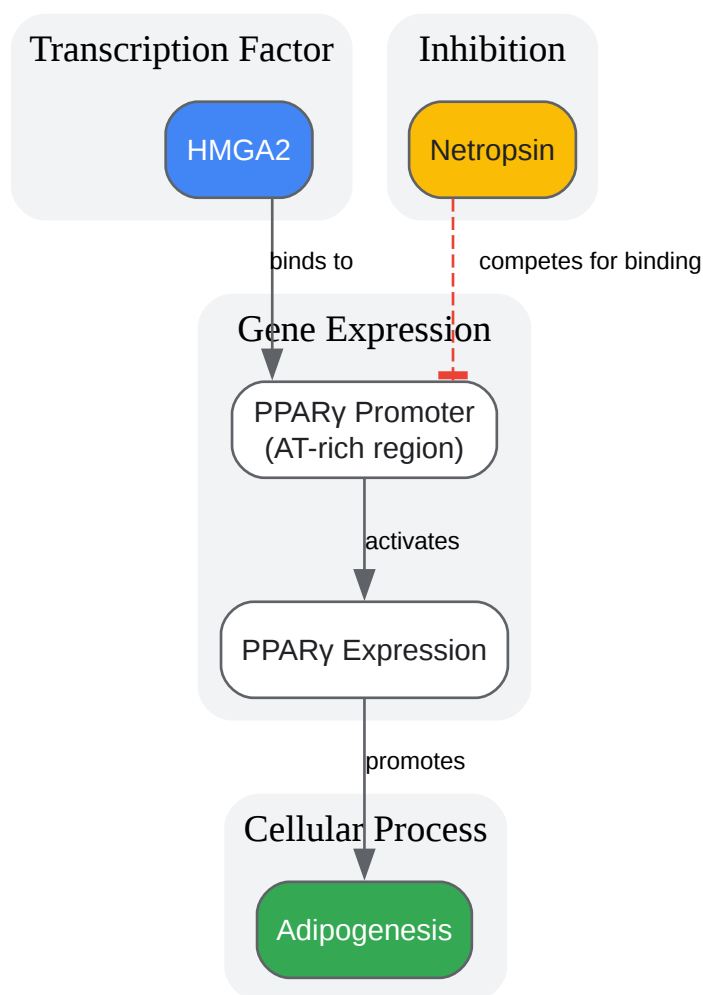 Transcription Factor
Inhibition
HMGA2
Netropsin
binds to
competes for binding
Gene Expression
PPARγ Promoter
(AT-rich region)
activates
PPARγ Expression
promotes
Cellular Process
Adipogenesis